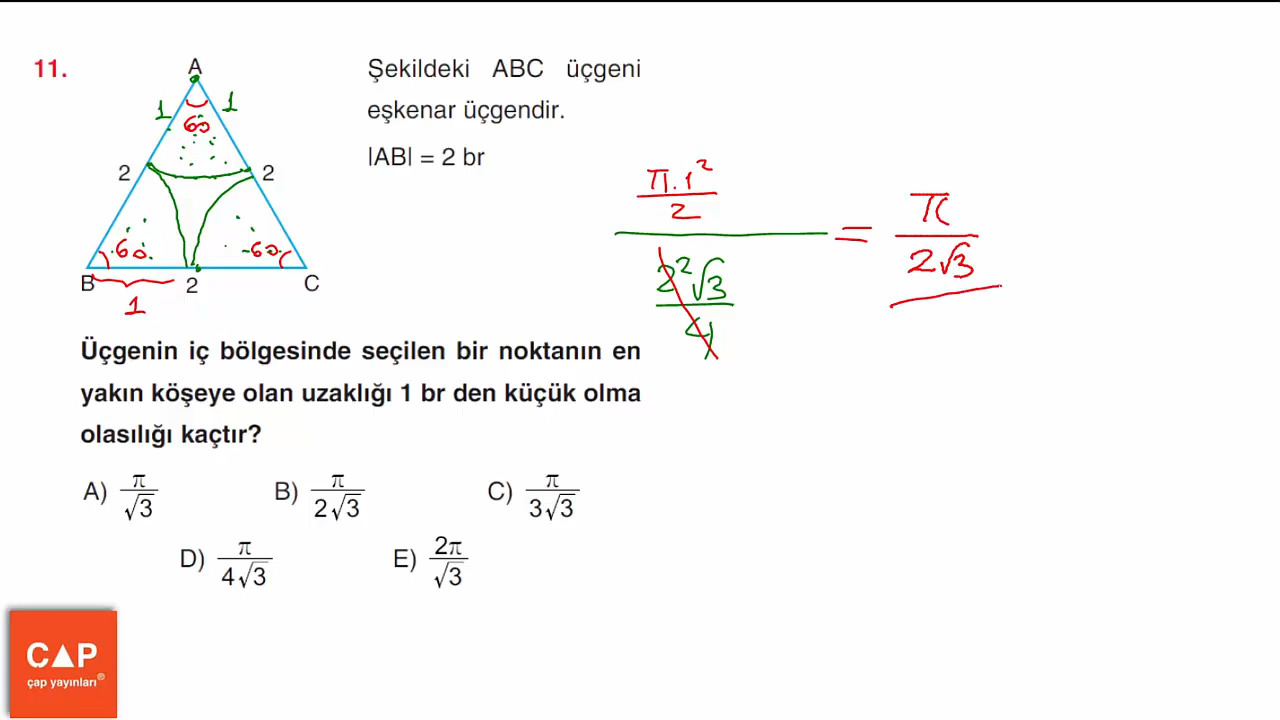 11.
A
Şekildeki ABC üçgeni
eşkenar üçgendir.
|AB| = 2 br
1 1
60
2 2
60 60
B 2 C
1
π.1²
2
2²√3
4
=
π
2√3
Üçgenin iç bölgesinde seçilen bir noktanın en
yakın köşeye olan uzaklığı 1 br den küçük olma
olasılığı kaçtır?
A) π/√3 B) π/2√3 C) π/3√3
D) π/4√3 E) 2π/√3
ÇAP
çap yayınları®